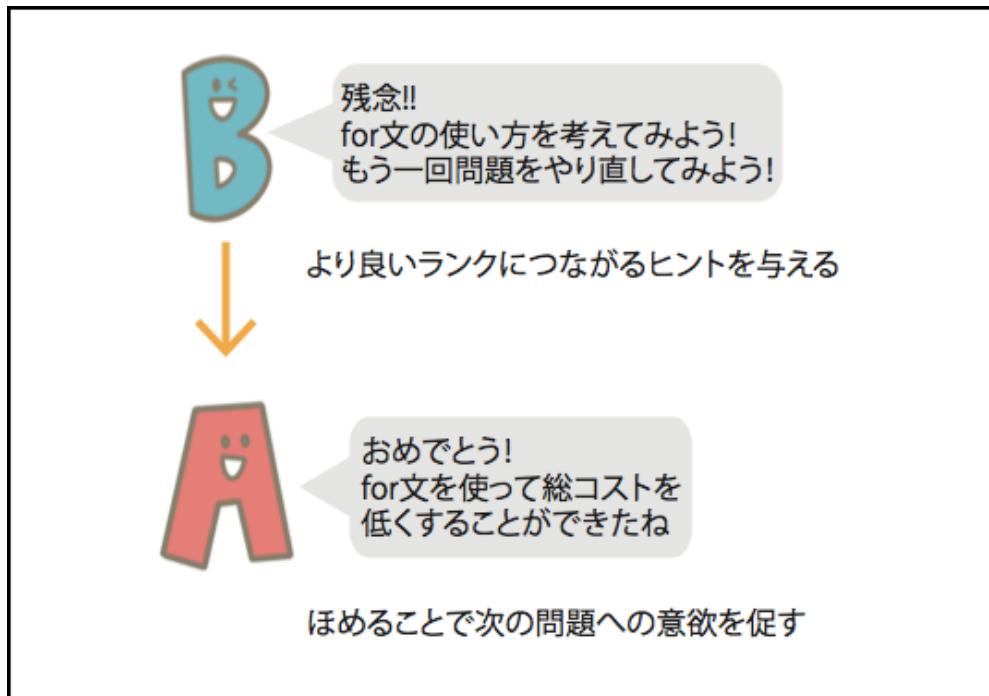 B
残念!!
for文の使い方を考えてみよう!
もう一回問題をやり直してみよう!
より良いランクにつながるヒントを与える
A
おめでとう!
for文を使って総コストを
低くすることができたね
ほめることで次の問題への意欲を促す